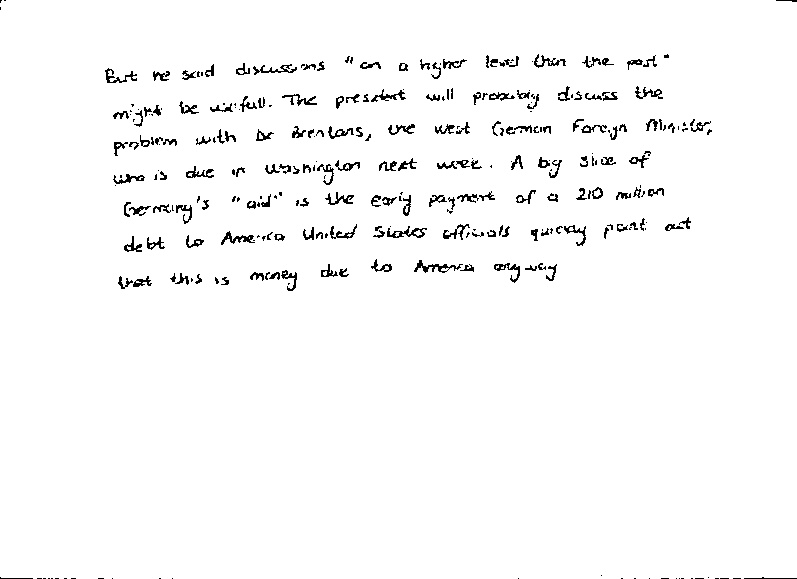 But he said discussions "on a higher level than the past"
might be usefull. The president will probably discuss the
problem with Dr Brentans, the West German Foreign Minister,
who is due in Washington next week. A big slice of
Germany's "aid" is the early payment of a 210 million
debt to America United States officials quickly point out
that this is money due to America anyway